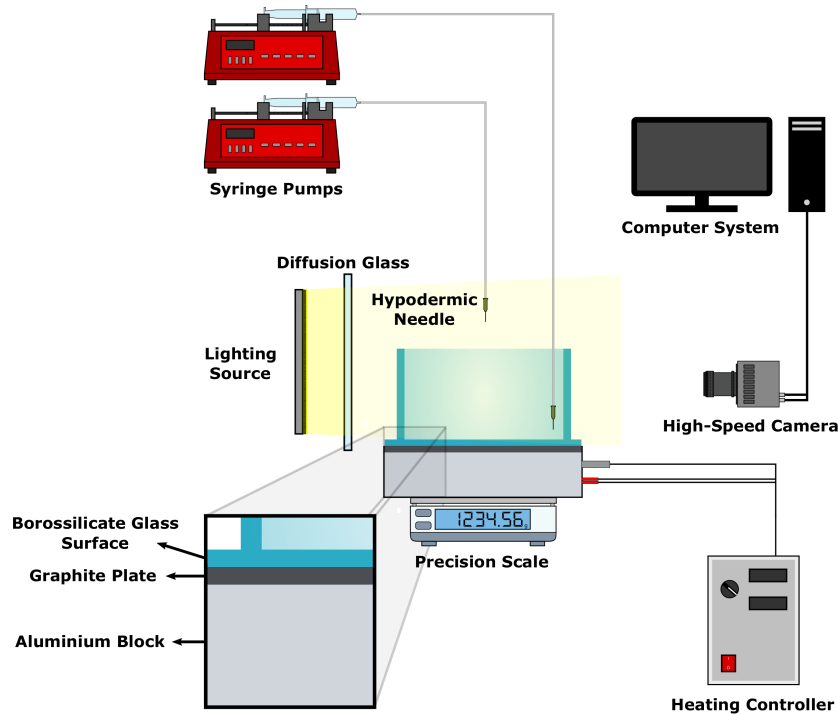 Syringe Pumps
Computer System
Diffusion Glass
Hypodermic
Needle
Lighting
Source
High-Speed Camera
1234.56g
Precision Scale
Borossilicate Glass
Surface
Graphite Plate
Aluminium Block
Heating Controller